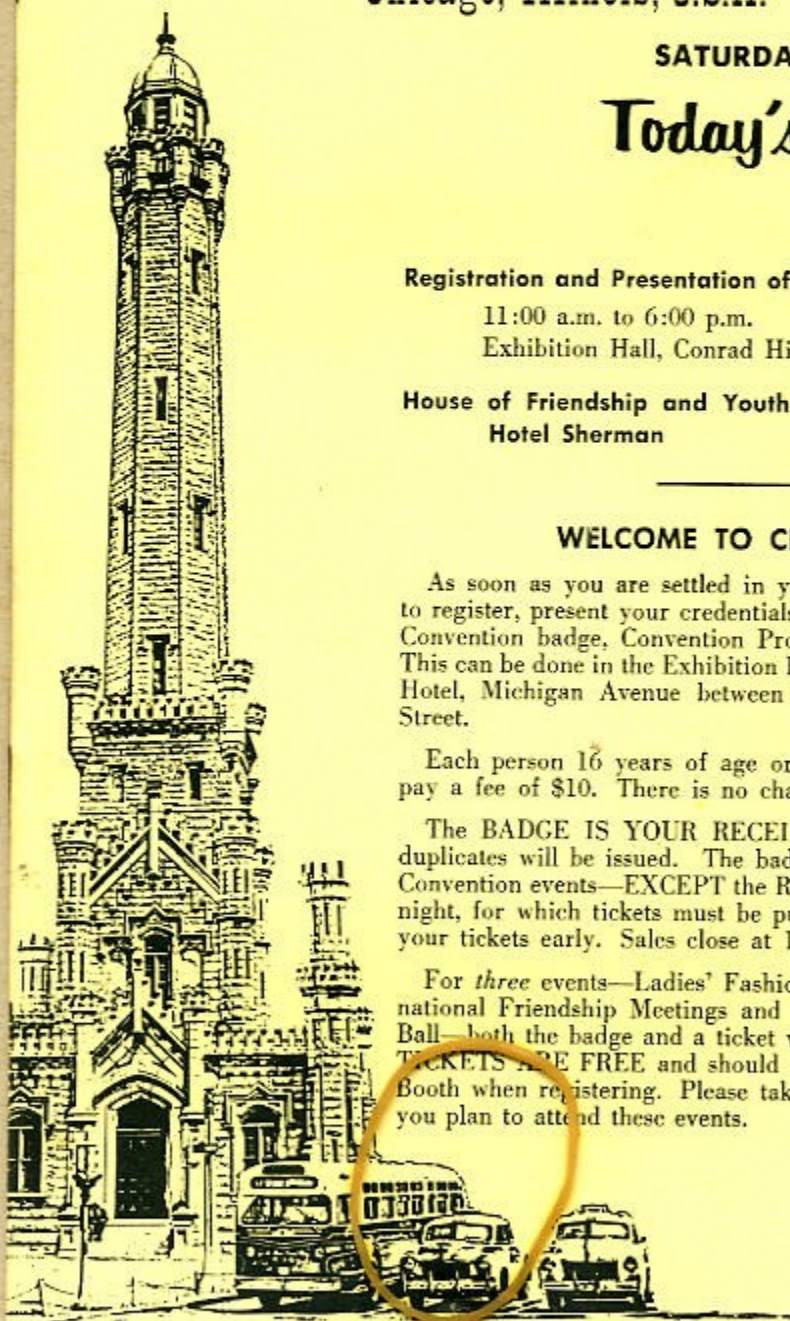 SATURDA
Today's
Registration and Presentation of
11:00 a.m. to 6:00 p.m.
Exhibition Hall, Conrad Hi
House of Friendship and Youth
Hotel Sherman
WELCOME TO C
As soon as you are settled in y
to register, present your credentials
Convention badge, Convention Pro
This can be done in the Exhibition
Hotel, Michigan Avenue between
Street.
Each person 16 years of age or
pay a fee of $10. There is no cha
The BADGE IS YOUR RECEI
duplicates will be issued. The bad
Convention events—EXCEPT the R
night, for which tickets must be pu
your tickets early. Sales close at
For three events—Ladies' Fashio
national Friendship Meetings and
Ball—both the badge and a ticket
TICKETS ARE FREE and should
Booth when registering. Please tak
you plan to attend these events.